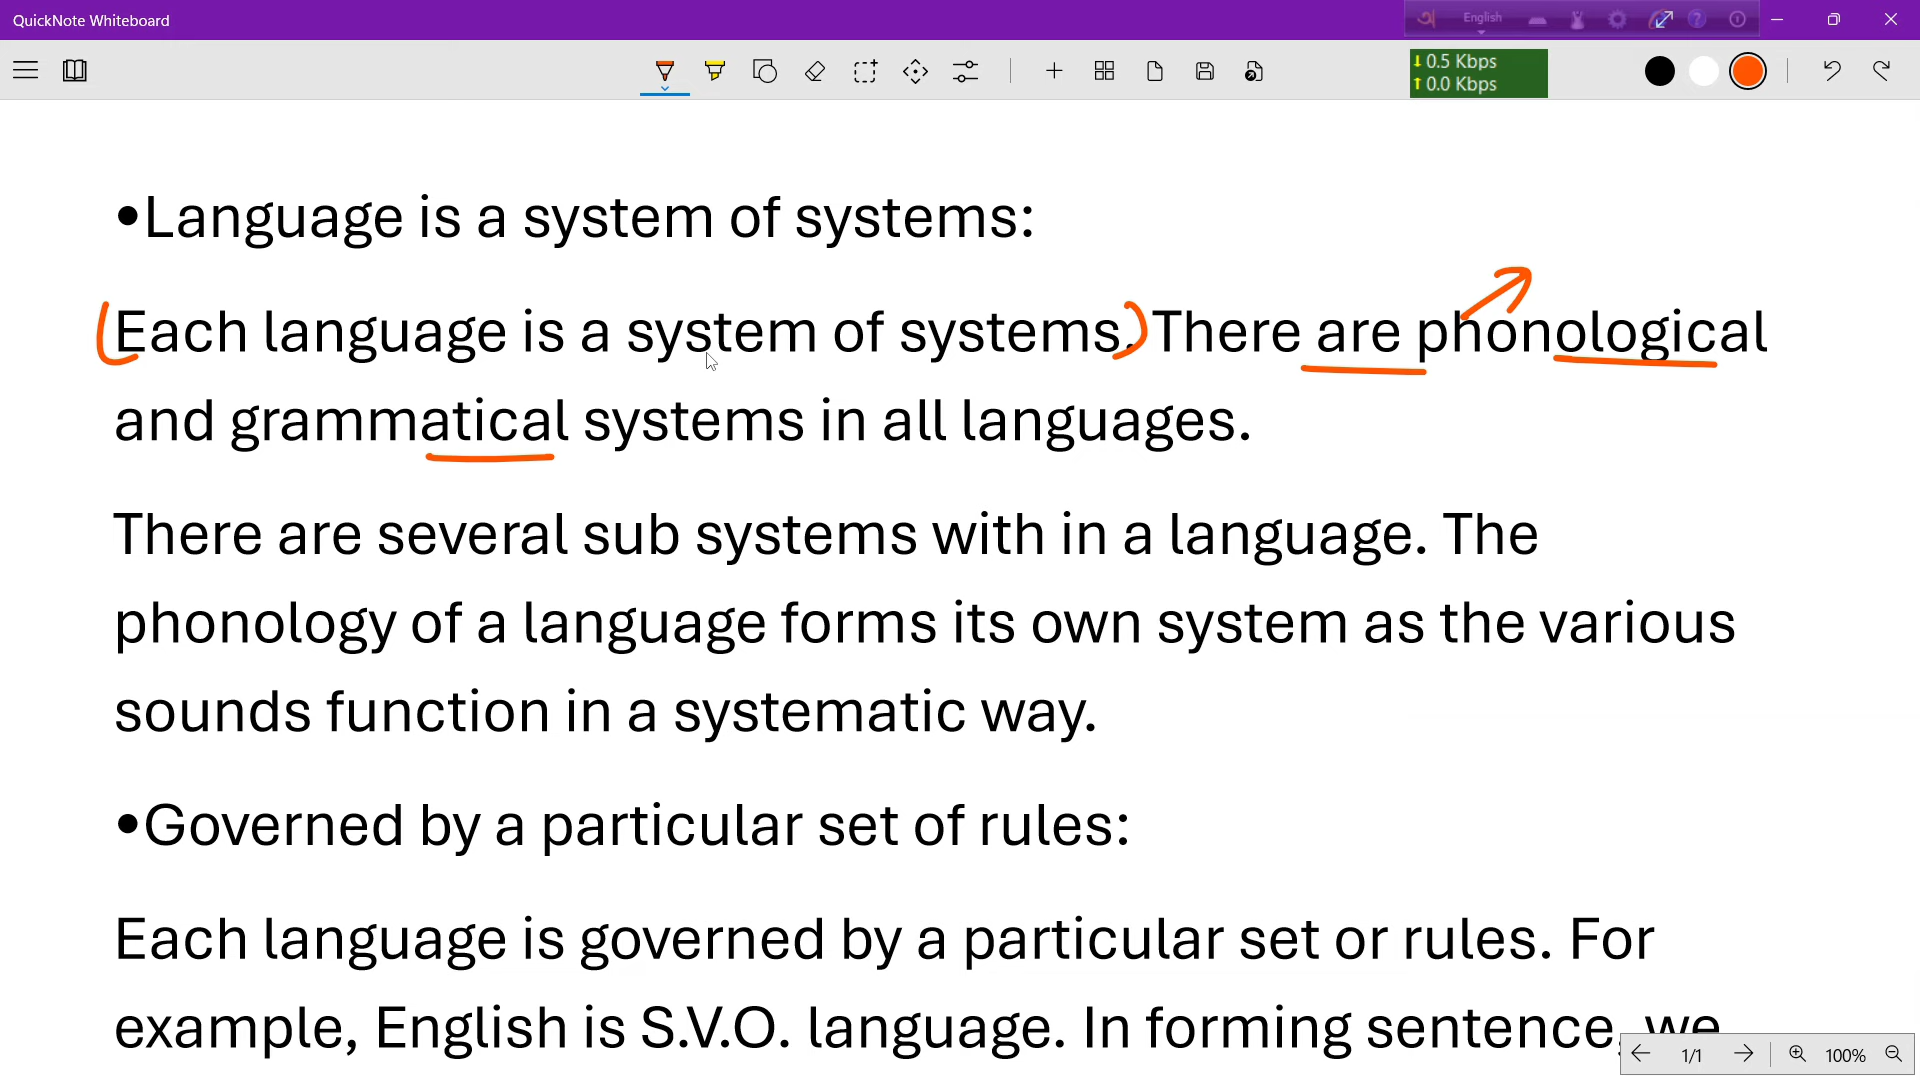 QuickNote Whiteboard
English
0.5 Kbps
0.0 Kbps
•Language is a system of systems:
Each language is a system of systems. There are phonological
and grammatical systems in all languages.
There are several sub systems with in a language. The
phonology of a language forms its own system as the various
sounds function in a systematic way.
•Governed by a particular set of rules:
Each language is governed by a particular set or rules. For
example, English is S.V.O. language. In forming sentence, we
1/1
100%